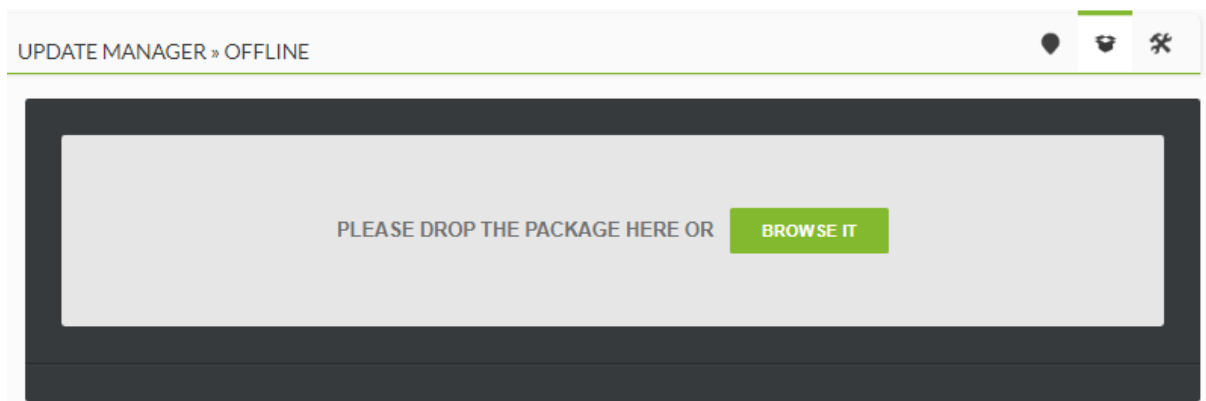 UPDATE MANAGER » OFFLINE
PLEASE DROP THE PACKAGE HERE OR BROWSE IT